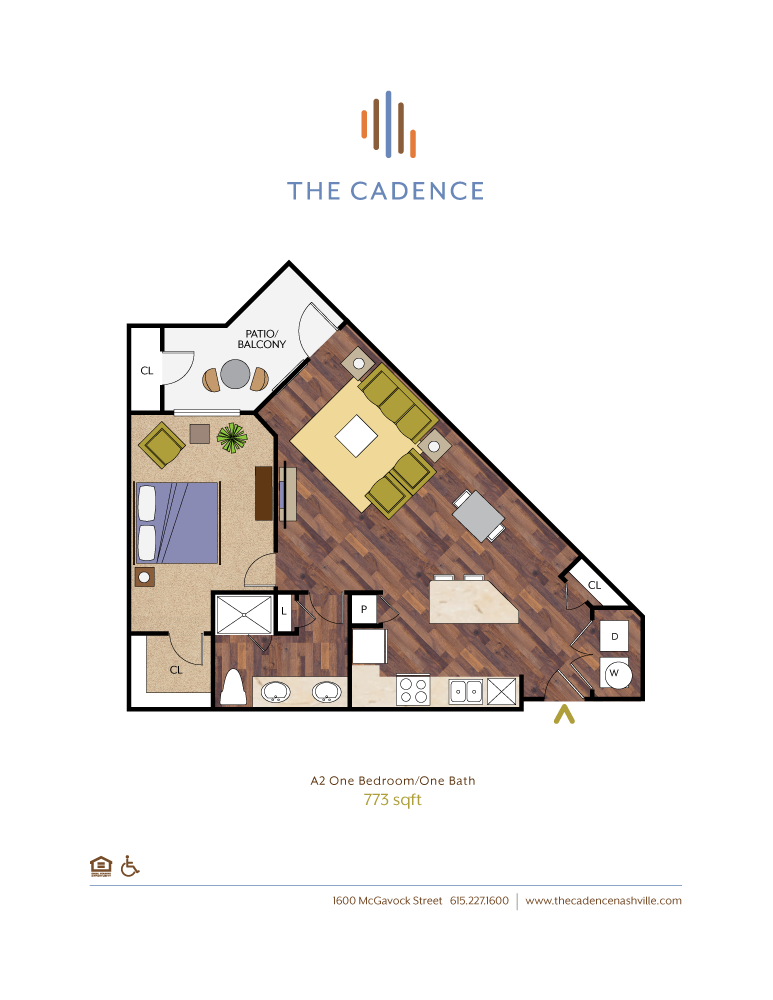 THE CADENCE
PATIO/
BALCONY
CL
CL
L
P
CL
D
W
A2 One Bedroom/One Bath
773 sqft
1600 McGavock Street 615.227.1600 | www.thecadencenashville.com